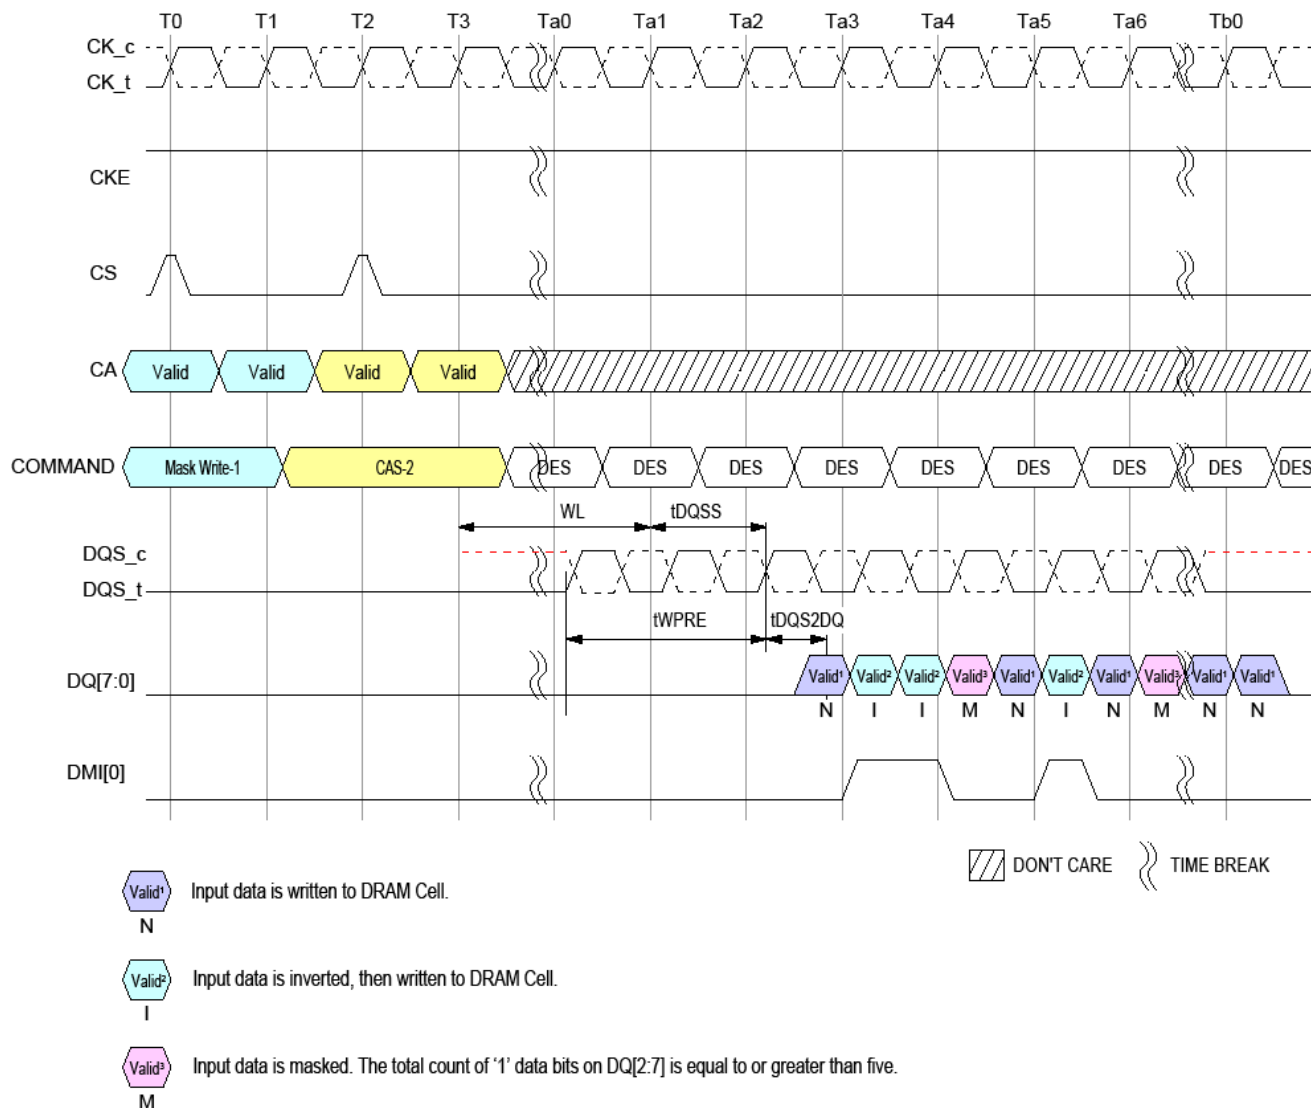 T0 T1 T2 T3 Ta0 Ta1 Ta2 Ta3 Ta4 Ta5 Ta6 Tb0
CK_c
CK_t
CKE
CS
CA Valid Valid Valid Valid
COMMAND Mask Write-1 CAS-2 DES DES DES DES DES DES DES DES DES
WL tDQSS
DQS_c
DQS_t
tWPRE tDQS2DQ
DQ[7:0] Valid¹ Valid² Valid² Valid³ Valid¹ Valid² Valid¹ Valid³ Valid¹ Valid¹
N I I M N I N M N N
DMI[0]
DON'T CARE TIME BREAK
Valid¹ Input data is written to DRAM Cell.
N
Valid² Input data is inverted, then written to DRAM Cell.
I
Valid³ Input data is masked. The total count of ‘1’ data bits on DQ[2:7] is equal to or greater than five.
M